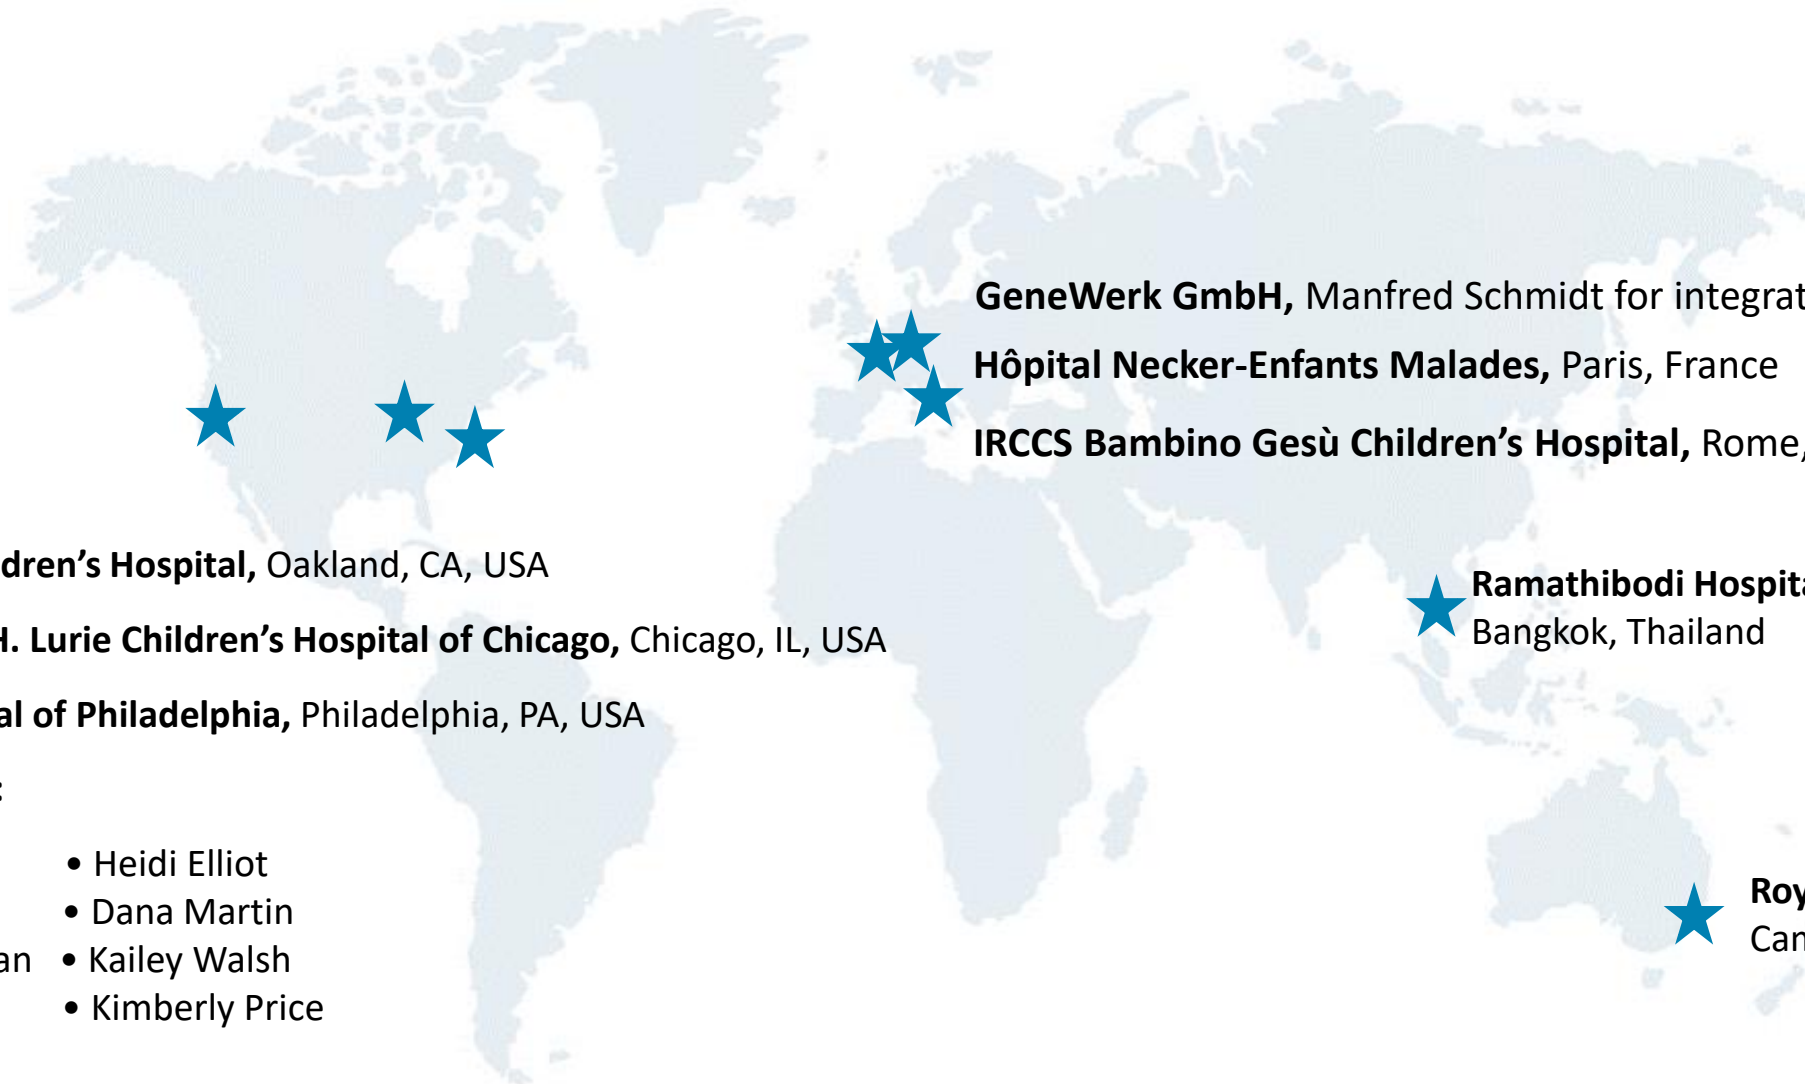 GeneWerk GmbH, Manfred Schmidt for integrat
Hôpital Necker-Enfants Malades, Paris, France
IRCCS Bambino Gesù Children’s Hospital, Rome,
dren’s Hospital, Oakland, CA, USA
H. Lurie Children’s Hospital of Chicago, Chicago, IL, USA
al of Philadelphia, Philadelphia, PA, USA
:
• Heidi Elliot
• Dana Martin
an • Kailey Walsh
• Kimberly Price
Ramathibodi Hospita
Bangkok, Thailand
Roy
Cam